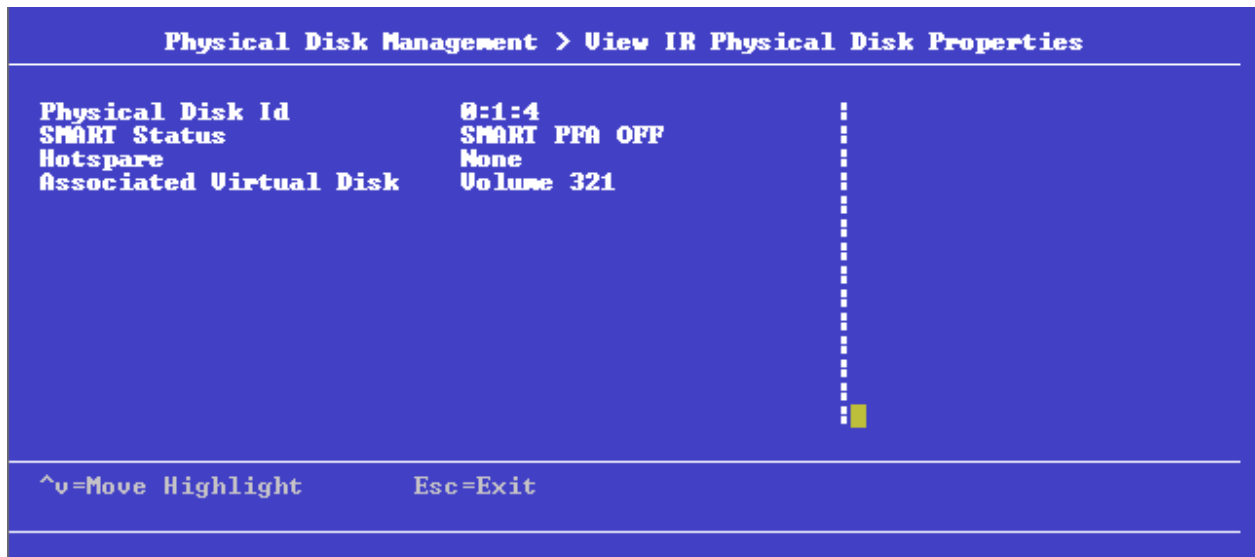 Physical Disk Management > View IR Physical Disk Properties
Physical Disk Id 0:1:4
SMART Status SMART PFA OFF
Hotspare None
Associated Virtual Disk Volume 321
^v=Move Highlight Esc=Exit